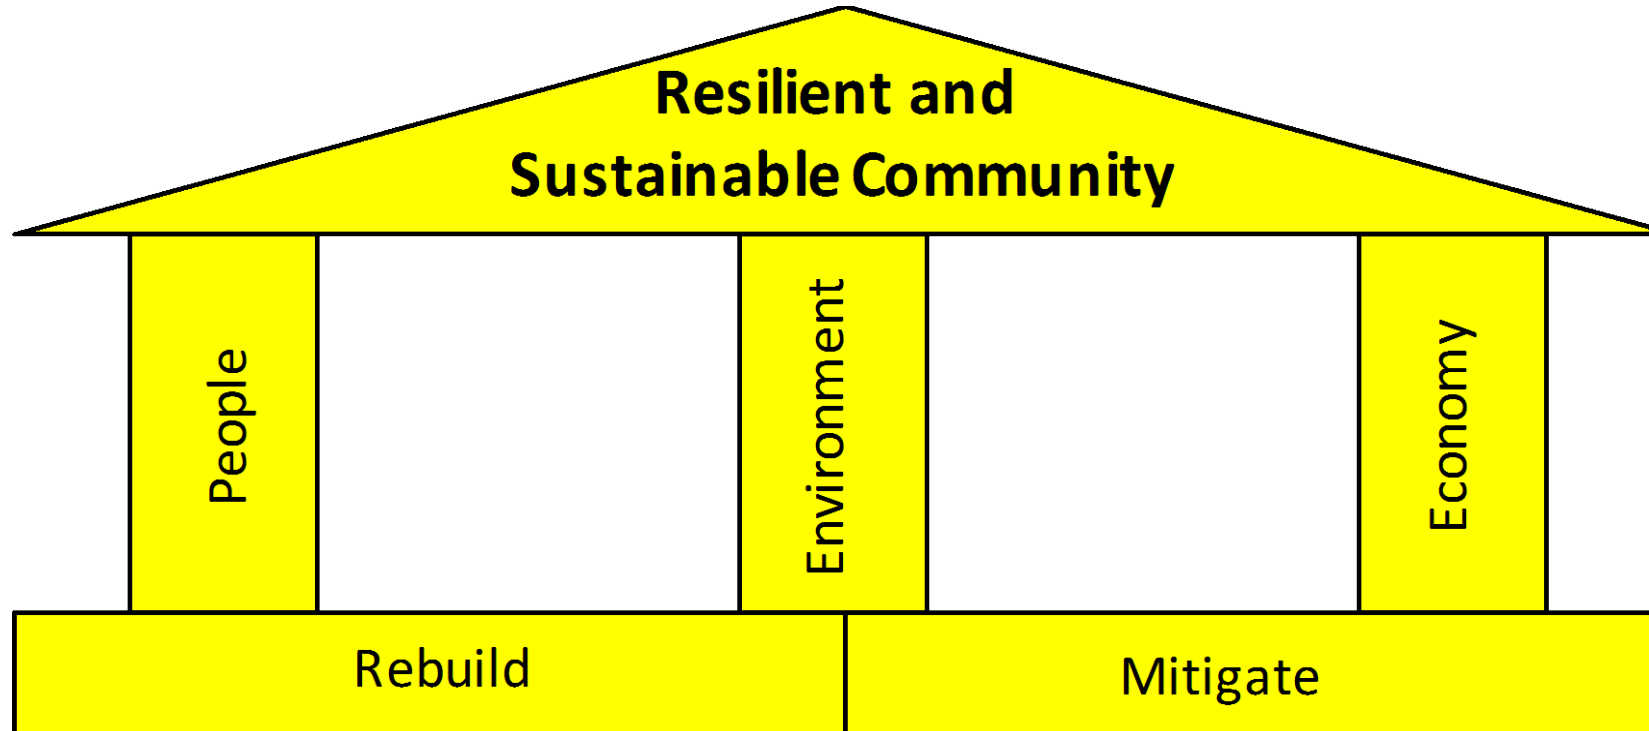 Resilient and
Sustainable Community
People
Environment
Economy
Rebuild
Mitigate